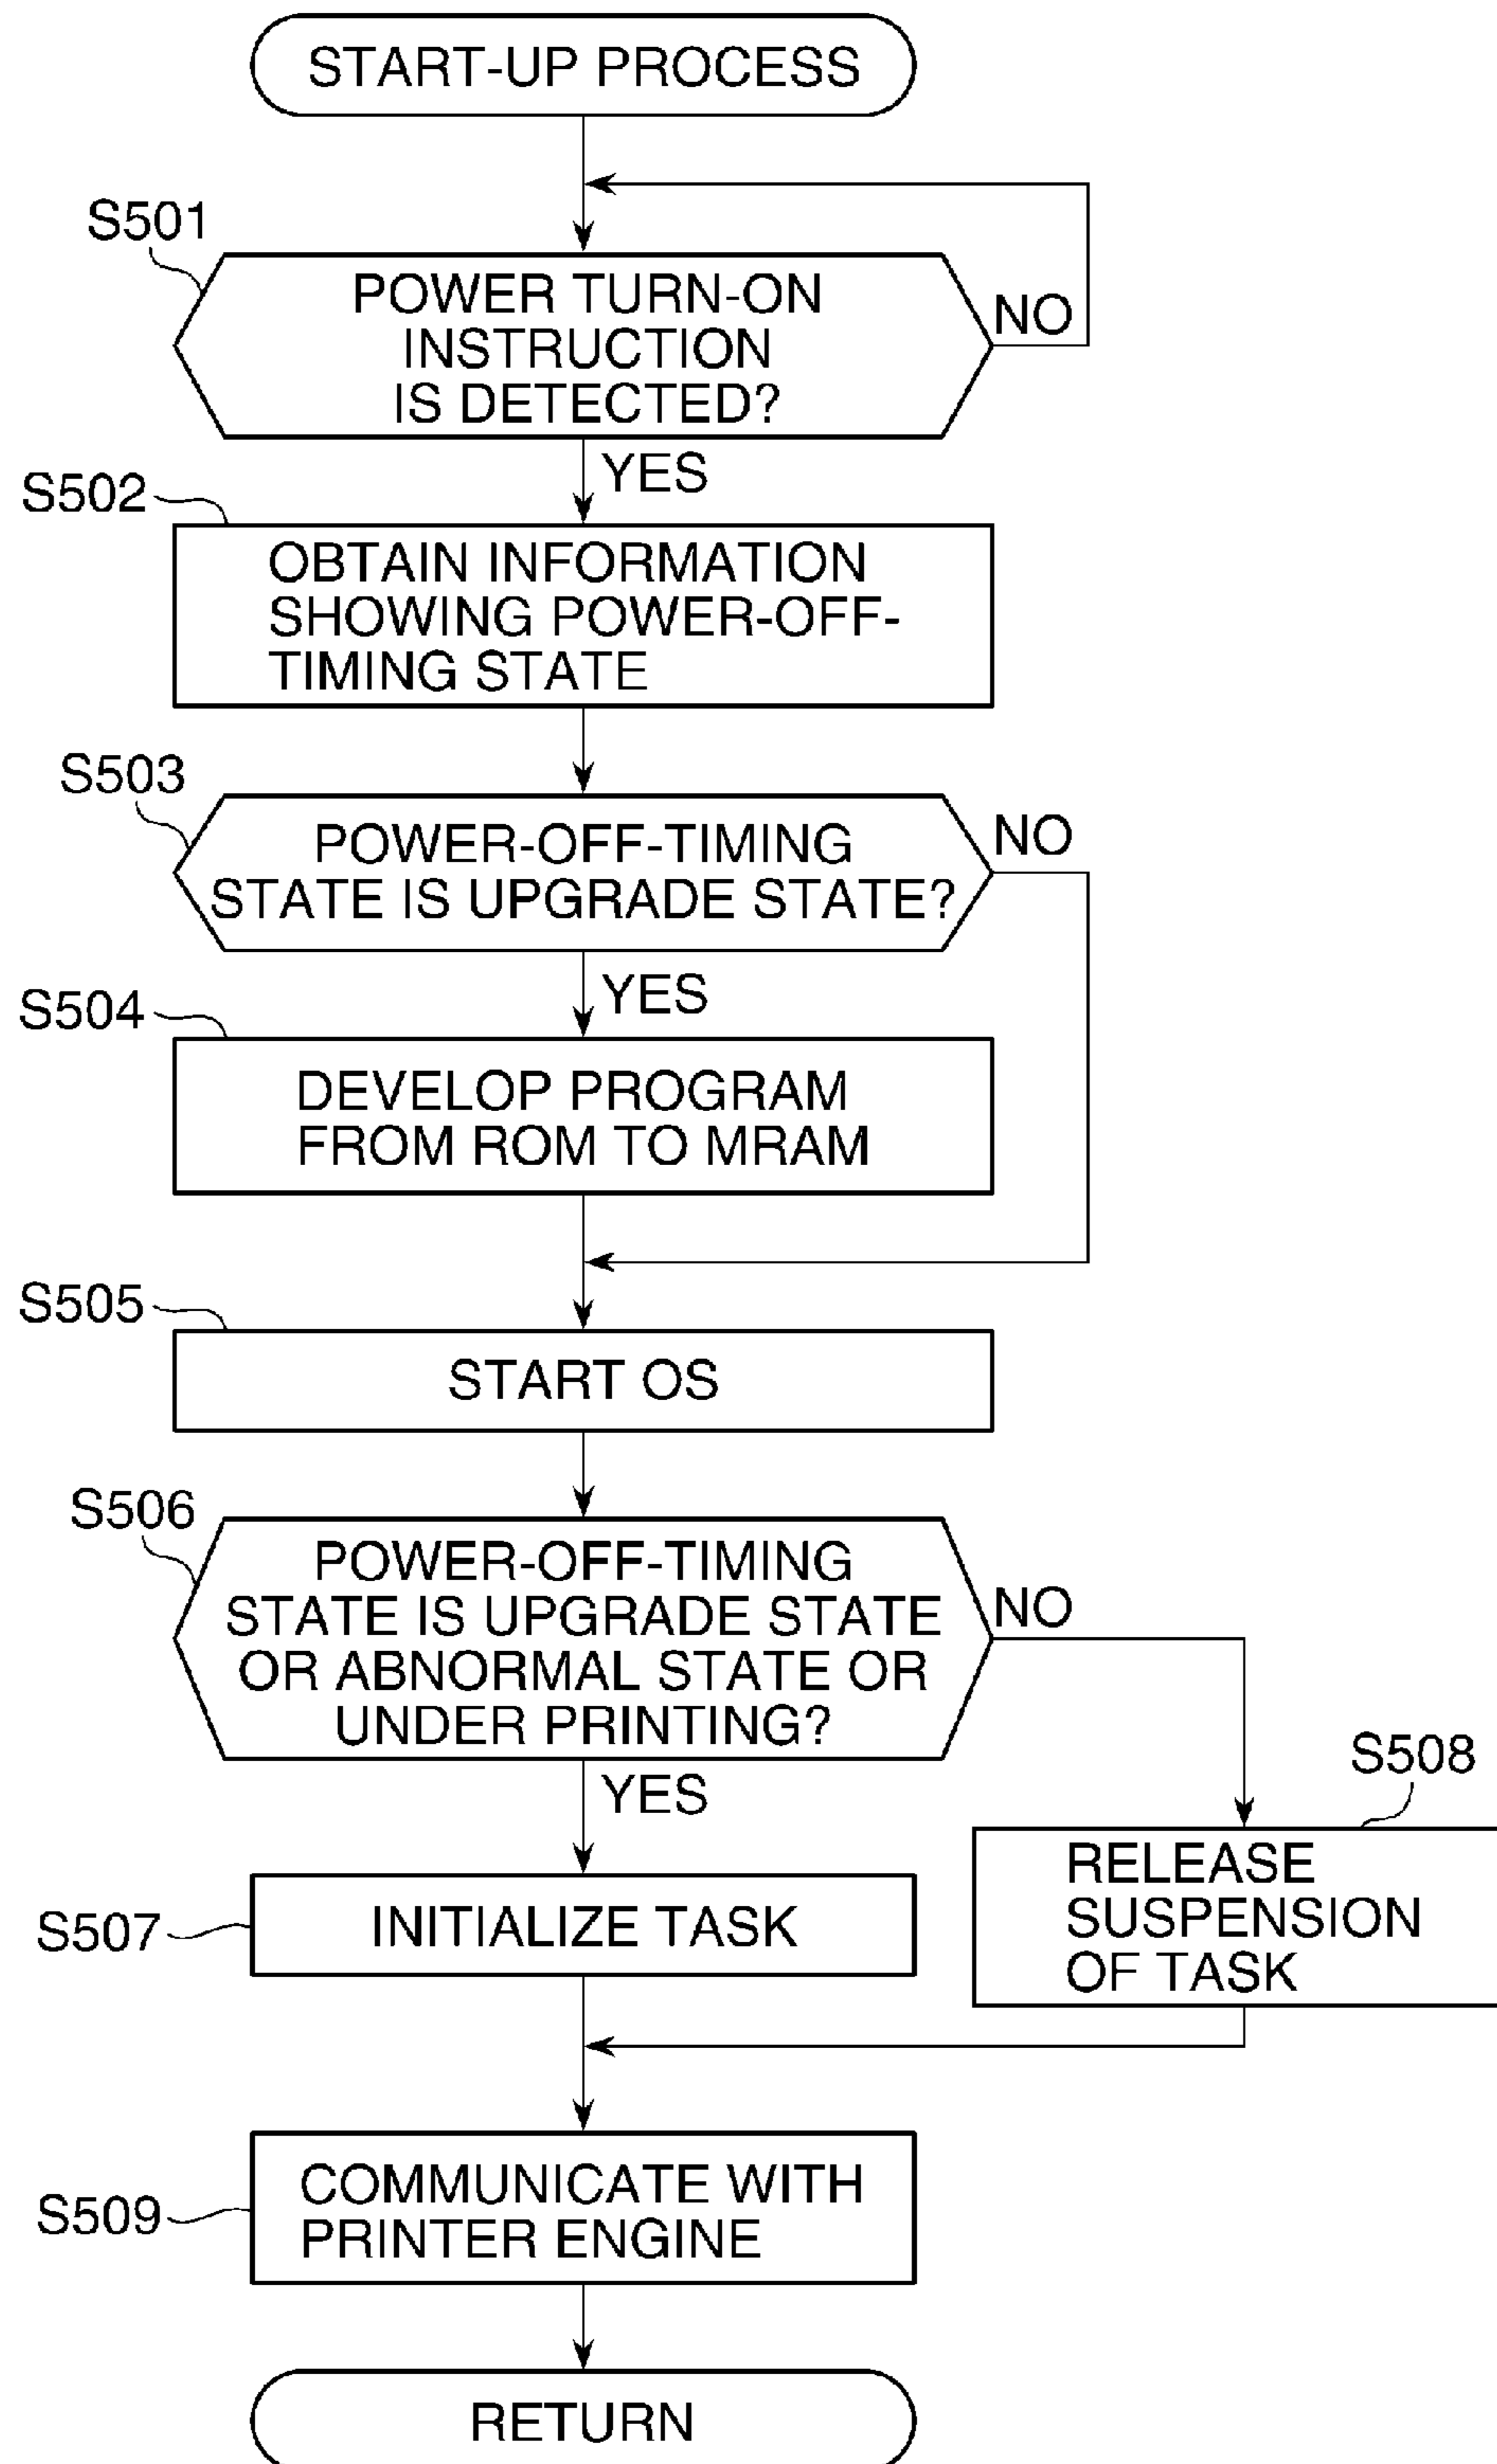 START-UP PROCESS
S501
POWER TURN-ON
INSTRUCTION
IS DETECTED?
NO
YES
S502
OBTAIN INFORMATION
SHOWING POWER-OFF-
TIMING STATE
S503
POWER-OFF-TIMING
STATE IS UPGRADE STATE?
NO
YES
S504
DEVELOP PROGRAM
FROM ROM TO MRAM
S505
START OS
S506
POWER-OFF-TIMING
STATE IS UPGRADE STATE
OR ABNORMAL STATE OR
UNDER PRINTING?
NO
YES
S508
RELEASE
SUSPENSION
OF TASK
S507
INITIALIZE TASK
S509
COMMUNICATE WITH
PRINTER ENGINE
RETURN